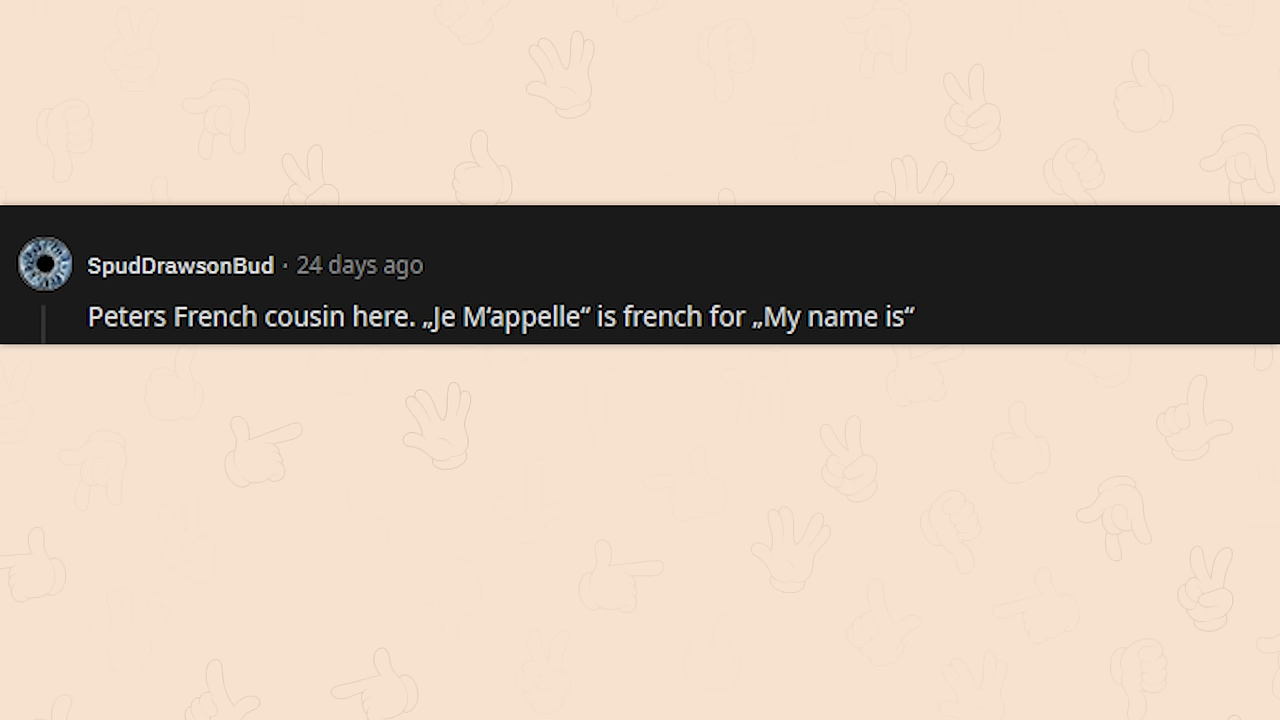 SpudDrawsonBud · 24 days ago
Peters French cousin here. „Je M‘appelle“ is french for „My name is“